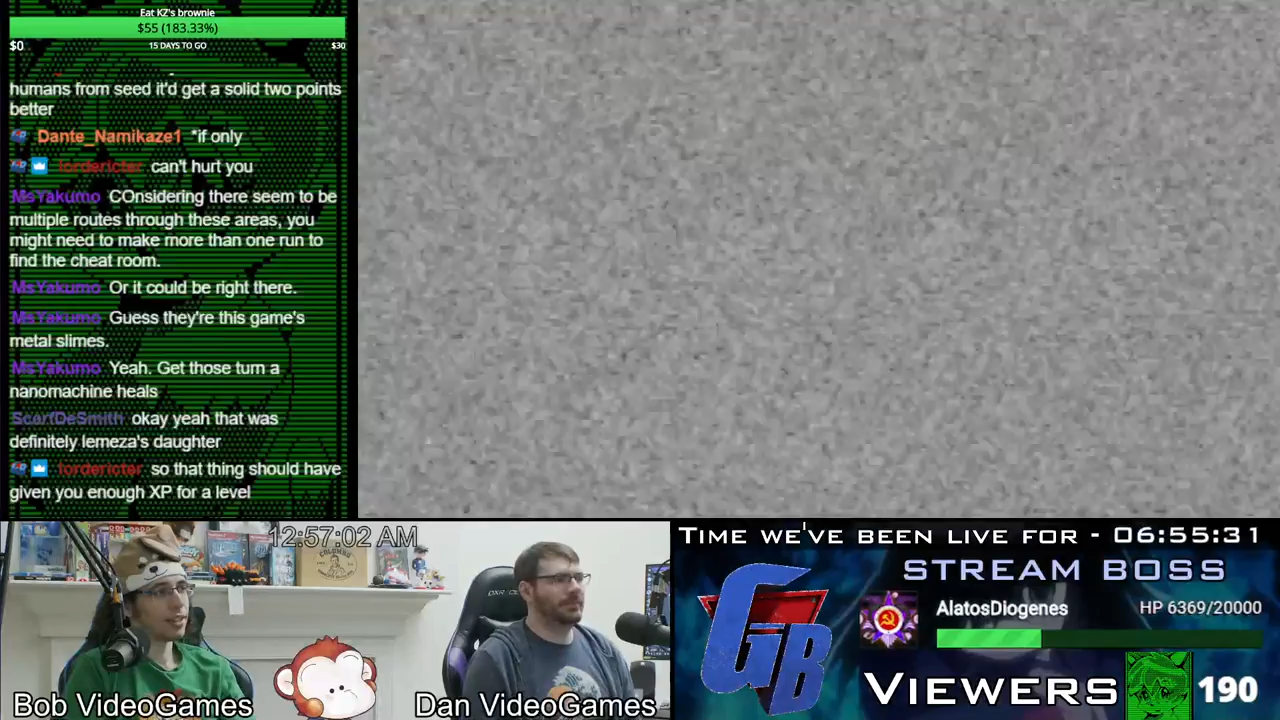 Eat KZ's brownie
$55 (183.33%)
$0 15 DAYS TO GO $30
humans from seed it'd get a solid two points
better
Dante_Namikaze1 *if only
lordericter can't hurt you
MsYakumo COnsidering there seem to be
multiple routes through these areas, you
might need to make more than one run to
find the cheat room.
MsYakumo Or it could be right there.
MsYakumo Guess they're this game's
metal slimes.
MsYakumo Yeah. Get those turn a
nanomachine heals
ScarfDeSmith okay yeah that was
definitely lemeza's daughter
lordericter so that thing should have
given you enough XP for a level
12:57:02 AM
Bob VideoGames
Dan VideoGames
TIME WE'VE BEEN LIVE FOR - 06:55:31
STREAM BOSS
AlatosDiogenes HP 6369/20000
GB
VIEWERS 190